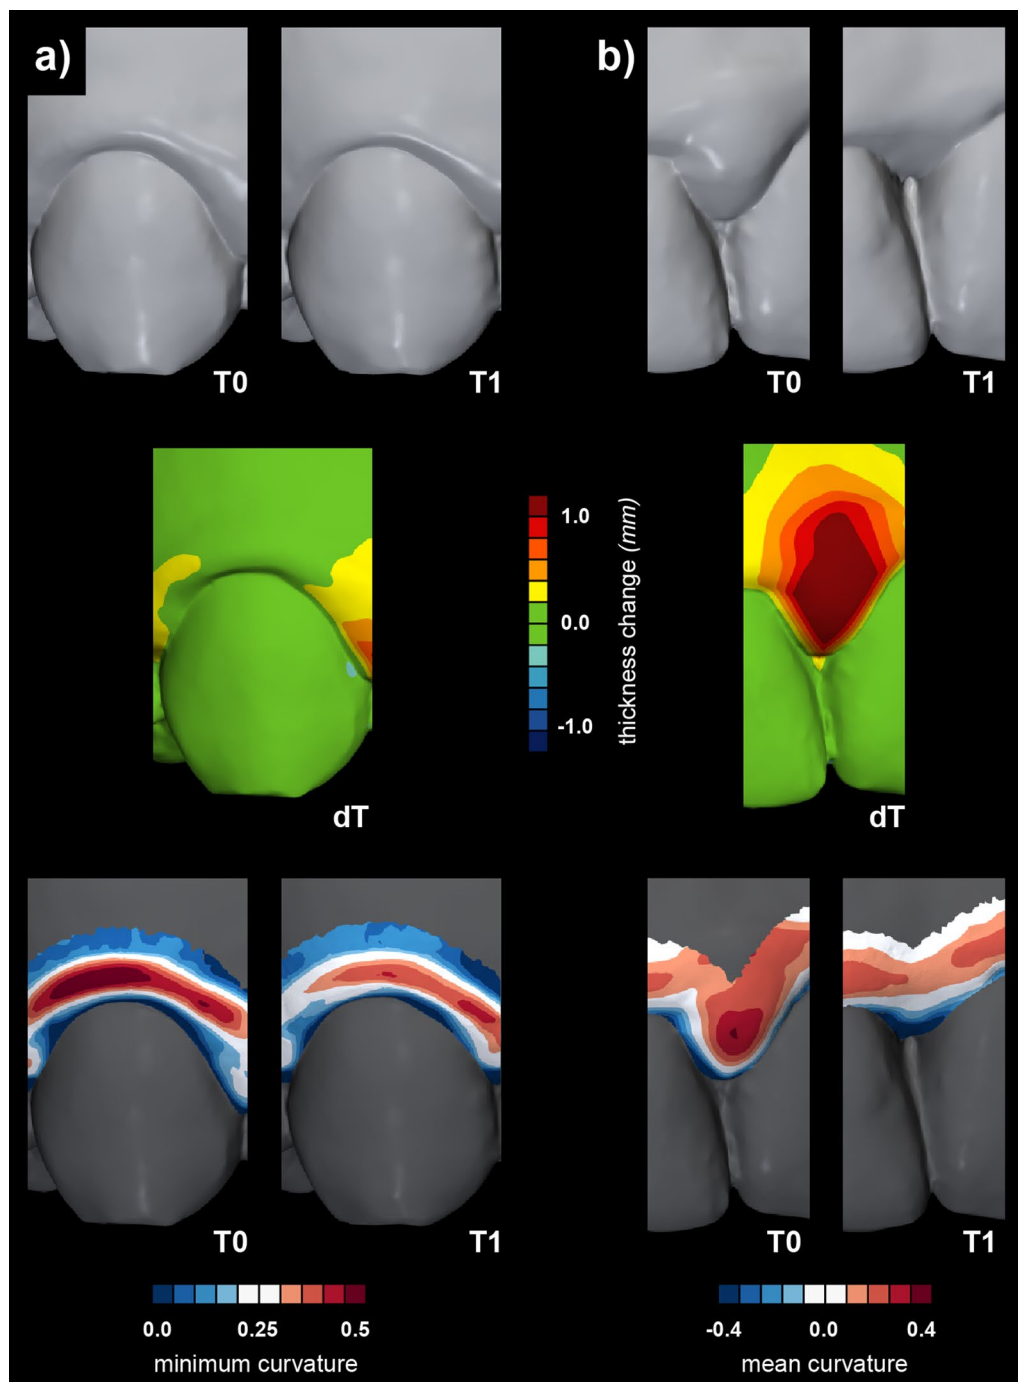 a)
b)
T0
T1
T0
T1
1.0
0.0
-1.0
thickness change (mm)
dT
dT
T0
T1
T0
T1
0.0 0.25 0.5
minimum curvature
-0.4 0.0 0.4
mean curvature